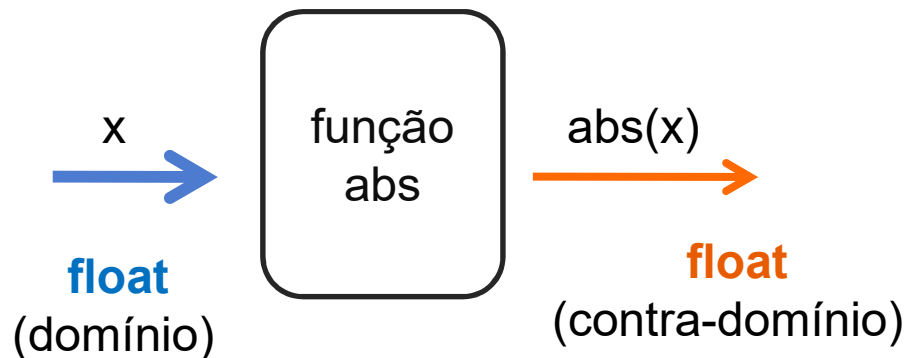 x
função
abs
abs(x)
float
(domínio)
float
(contra-domínio)